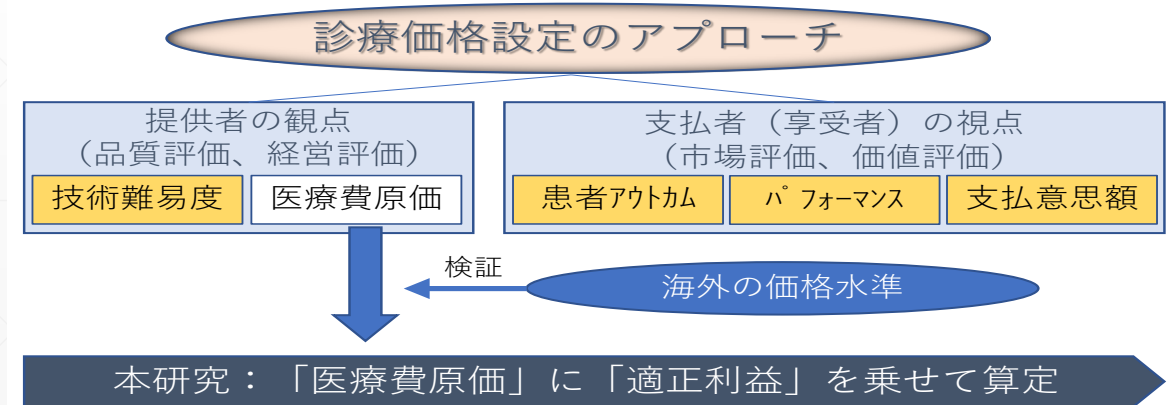 診療価格設定のアプローチ
提供者の観点
（品質評価、経営評価）
技術難易度
医療費原価
支払者（享受者）の視点
（市場評価、価値評価）
患者ｱｳﾄｶﾑ
ﾊﾟﾌｫｰﾏﾝｽ
支払意思額
検証
海外の価格水準
本研究：「医療費原価」に「適正利益」を乗せて算定